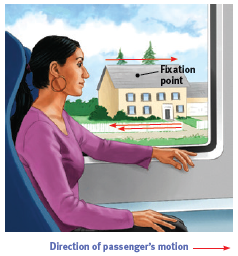 Fixation
point
Direction of passenger's motion